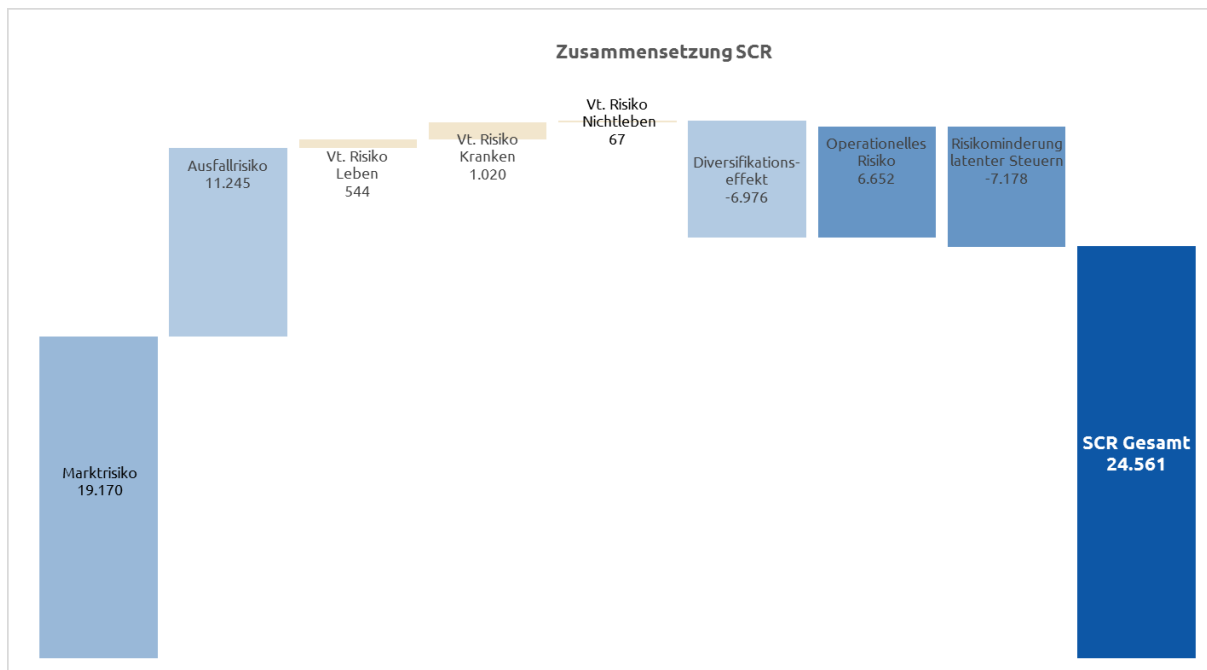 Zusammensetzung SCR
Marktrisiko
19.170
Ausfallrisiko
11.245
Vt. Risiko
Leben
544
Vt. Risiko
Kranken
1.020
Vt. Risiko
Nichtleben
67
Diversifikations-
effekt
-6.976
Operationelles
Risiko
6.652
Risikominderung
latenter Steuern
-7.178
SCR Gesamt
24.561